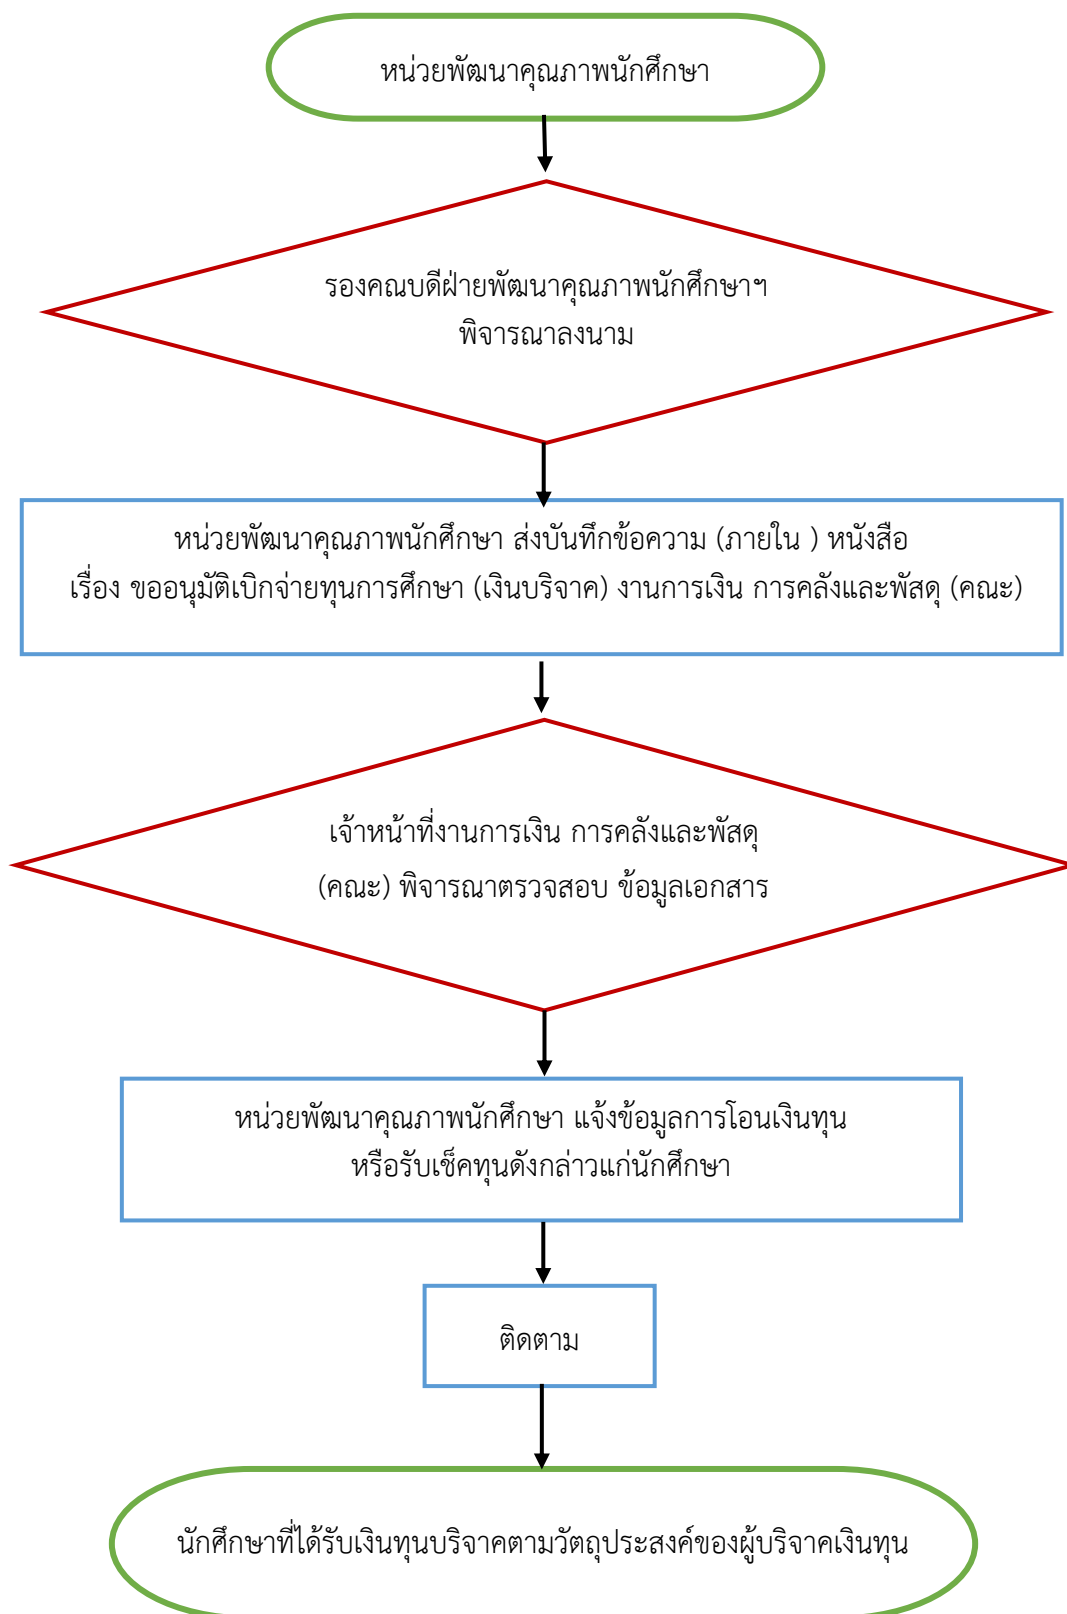 หน่วยพัฒนาคุณภาพนักศึกษา
รองคณบดีฝ่ายพัฒนาคุณภาพนักศึกษาฯ
พิจารณาลงนาม
หน่วยพัฒนาคุณภาพนักศึกษา ส่งบันทึกข้อความ (ภายใน ) หนังสือ
เรื่อง ขออนุมัติเบิกจ่ายทุนการศึกษา (เงินบริจาค) งานการเงิน การคลังและพัสดุ (คณะ)
เจ้าหน้าที่งานการเงิน การคลังและพัสดุ
(คณะ) พิจารณาตรวจสอบ ข้อมูลเอกสาร
หน่วยพัฒนาคุณภาพนักศึกษา แจ้งข้อมูลการโอนเงินทุน
หรือรับเช็คทุนดังกล่าวแก่นักศึกษา
ติดตาม
นักศึกษาที่ได้รับเงินทุนบริจาคตามวัตถุประสงค์ของผู้บริจาคเงินทุน